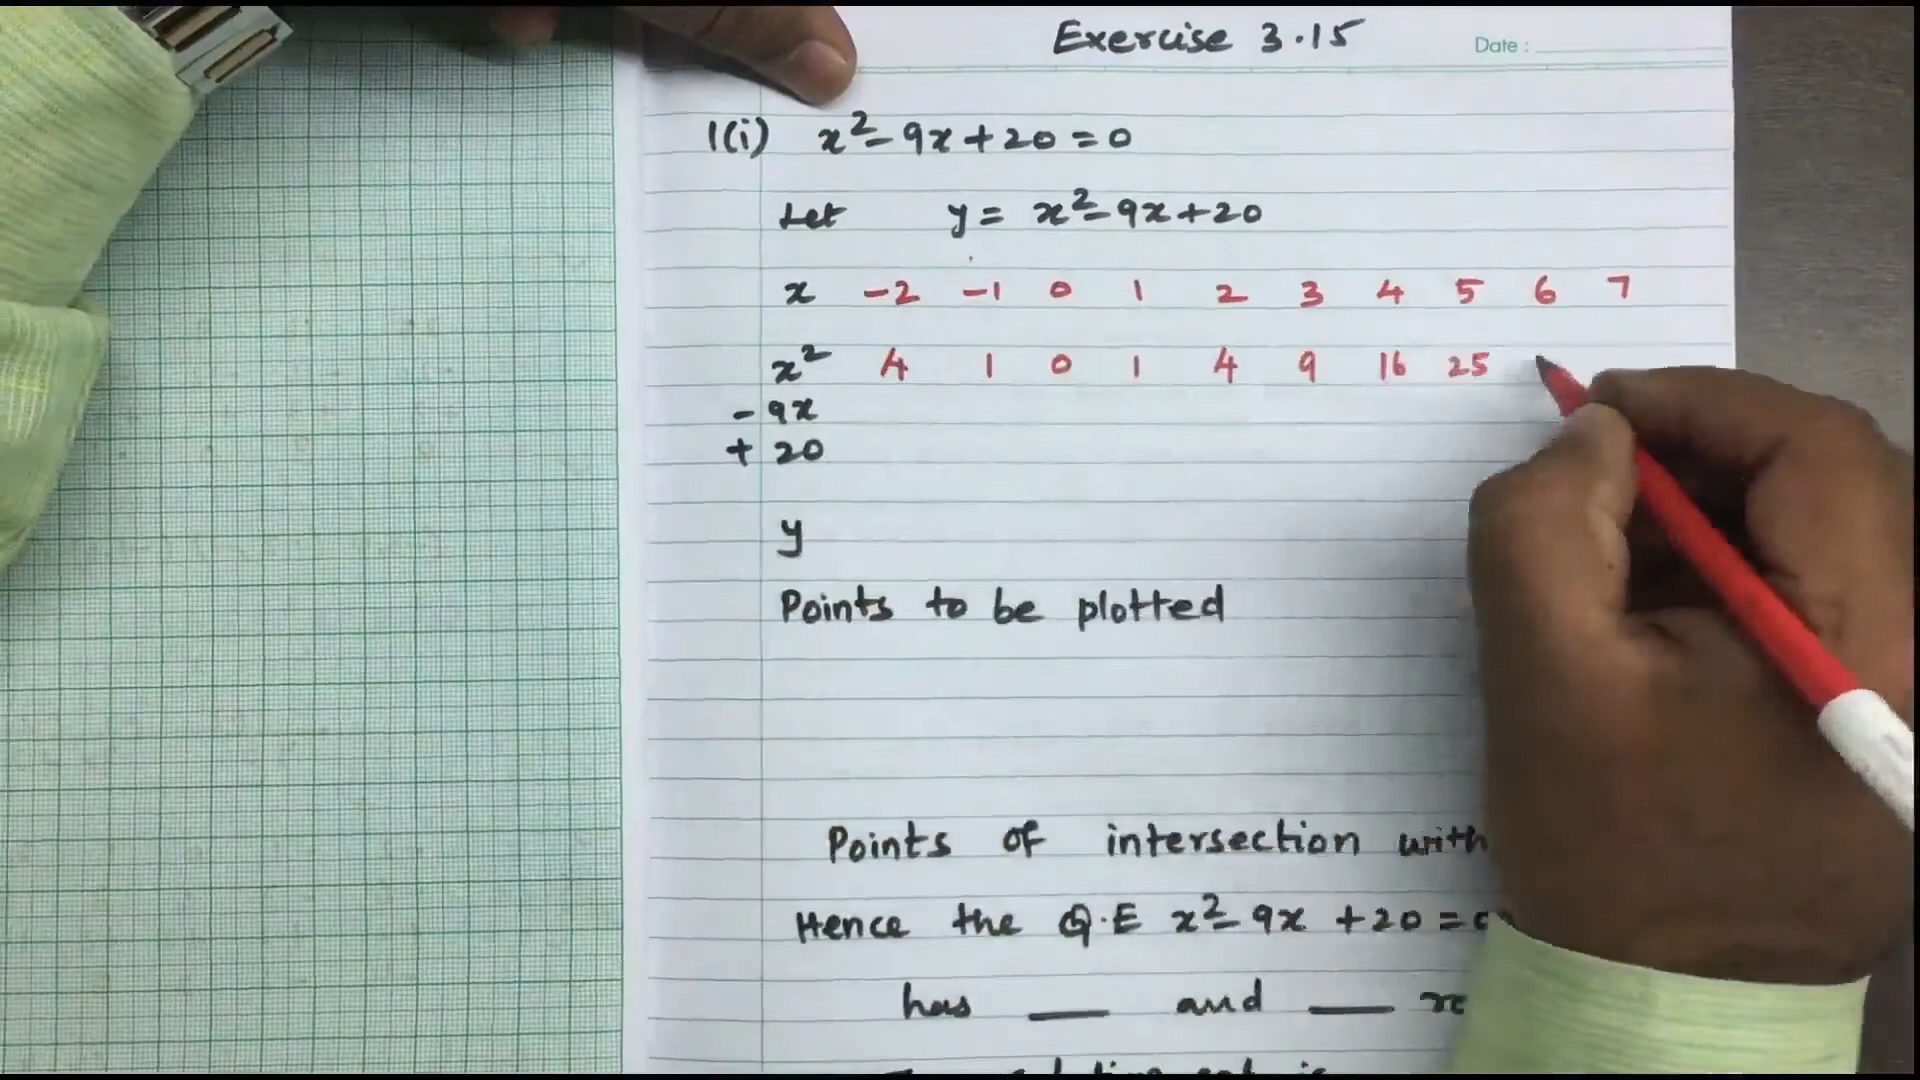 Exercise 3.15
Date :
1(i) x² - 9x + 20 = 0
Let y = x² - 9x + 20
x -2 -1 0 1 2 3 4 5 6 7
x² 4 1 0 1 4 9 16 25
- 9x
+ 20
y
Points to be plotted
Points of intersection with
Hence the Q.E x² - 9x + 20 = 0
has ___ and ___